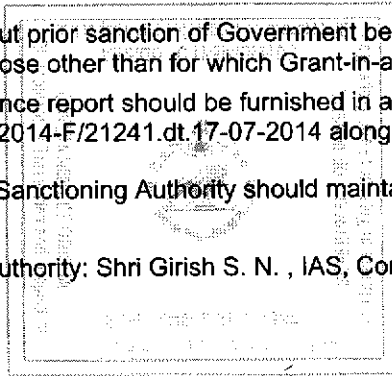 ut prior sanction of Government be
ose other than for which Grant-in-a
nce report should be furnished in a
2014-F/21241.dt.17-07-2014 along
Sanctioning Authority should mainta
uthority: Shri Girish S. N. , IAS, Co